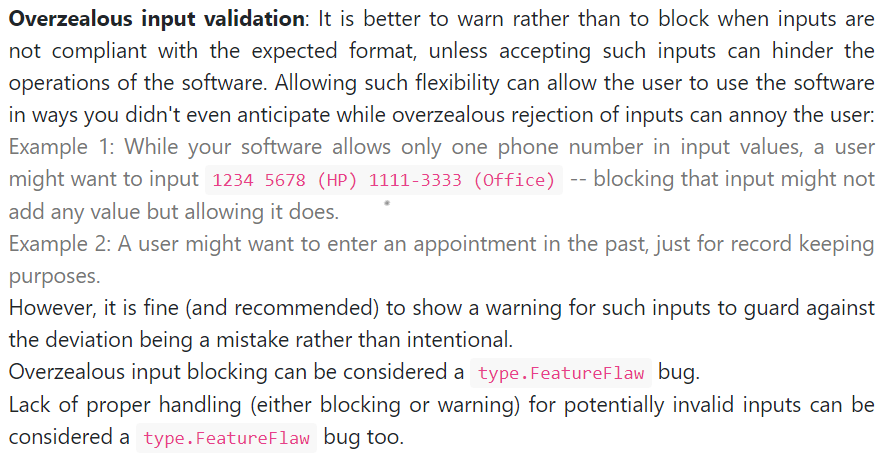 Overzealous input validation: It is better to warn rather than to block when inputs are
not compliant with the expected format, unless accepting such inputs can hinder the
operations of the software. Allowing such flexibility can allow the user to use the software
in ways you didn't even anticipate while overzealous rejection of inputs can annoy the user:
Example 1: While your software allows only one phone number in input values, a user
might want to input 1234 5678 (HP) 1111-3333 (Office) -- blocking that input might not
add any value but allowing it does.
Example 2: A user might want to enter an appointment in the past, just for record keeping
purposes.
However, it is fine (and recommended) to show a warning for such inputs to guard against
the deviation being a mistake rather than intentional.
Overzealous input blocking can be considered a type.FeatureFlaw bug.
Lack of proper handling (either blocking or warning) for potentially invalid inputs can be
considered a type.FeatureFlaw bug too.